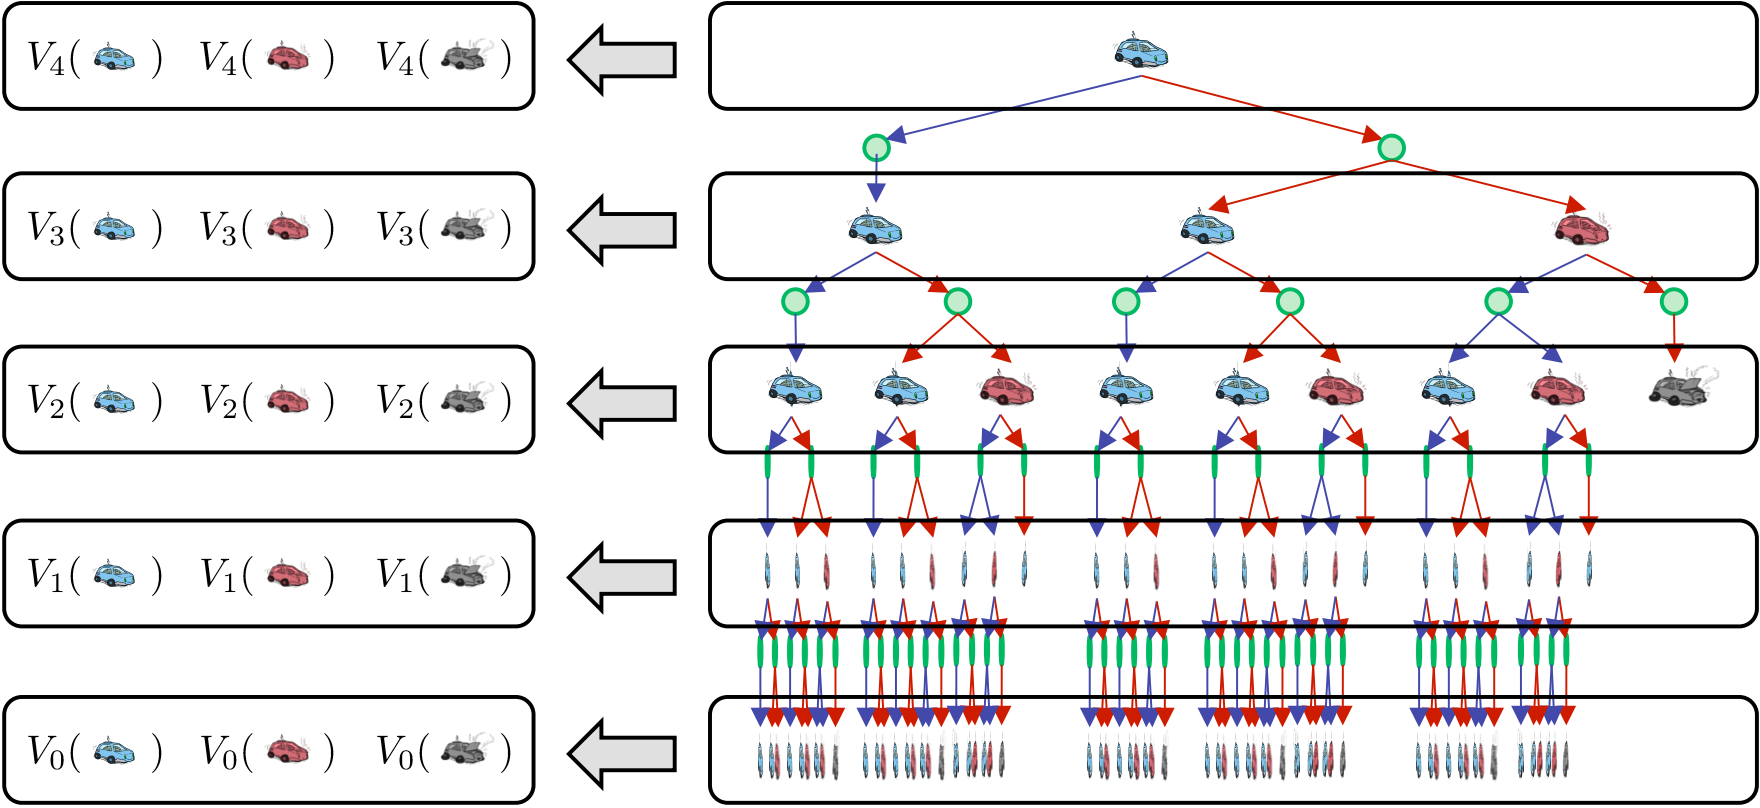 V₄( ) V₄( ) V₄( )
V₃( ) V₃( ) V₃( )
V₂( ) V₂( ) V₂( )
V₁( ) V₁( ) V₁( )
V₀( ) V₀( ) V₀( )